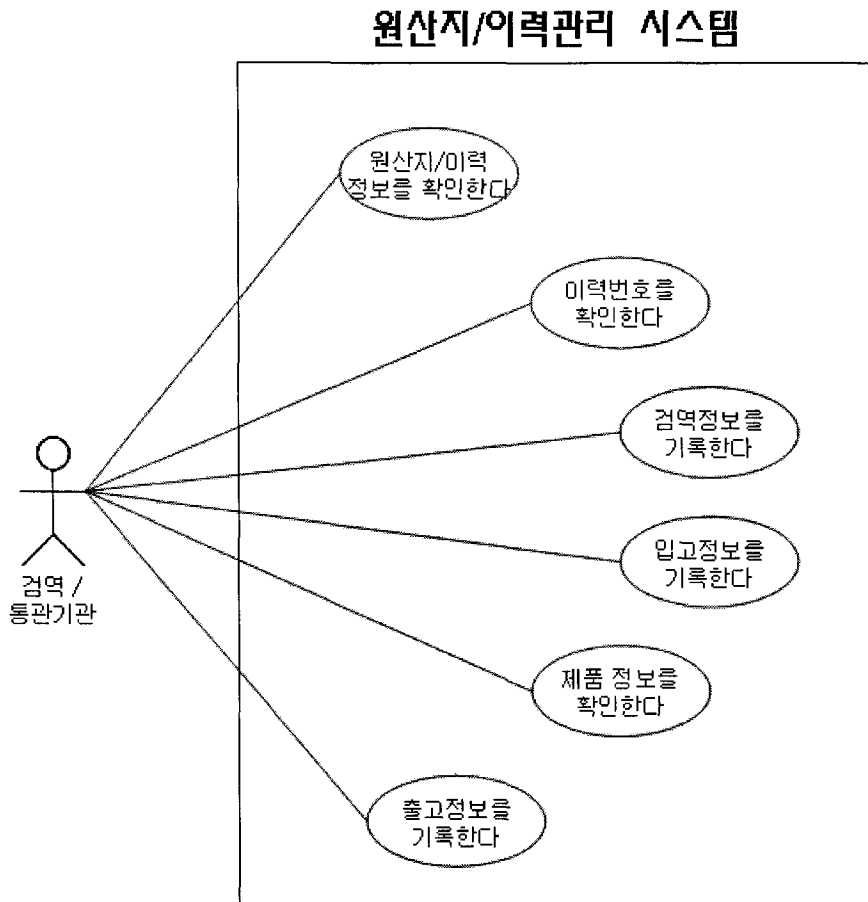 원산지/이력관리 시스템
원산지/이력
정보를 확인한다
이력번호를
확인한다
검역정보를
기록한다
입고정보를
기록한다
검역 /
통관기관
제품 정보를
확인한다
출고정보를
기록한다